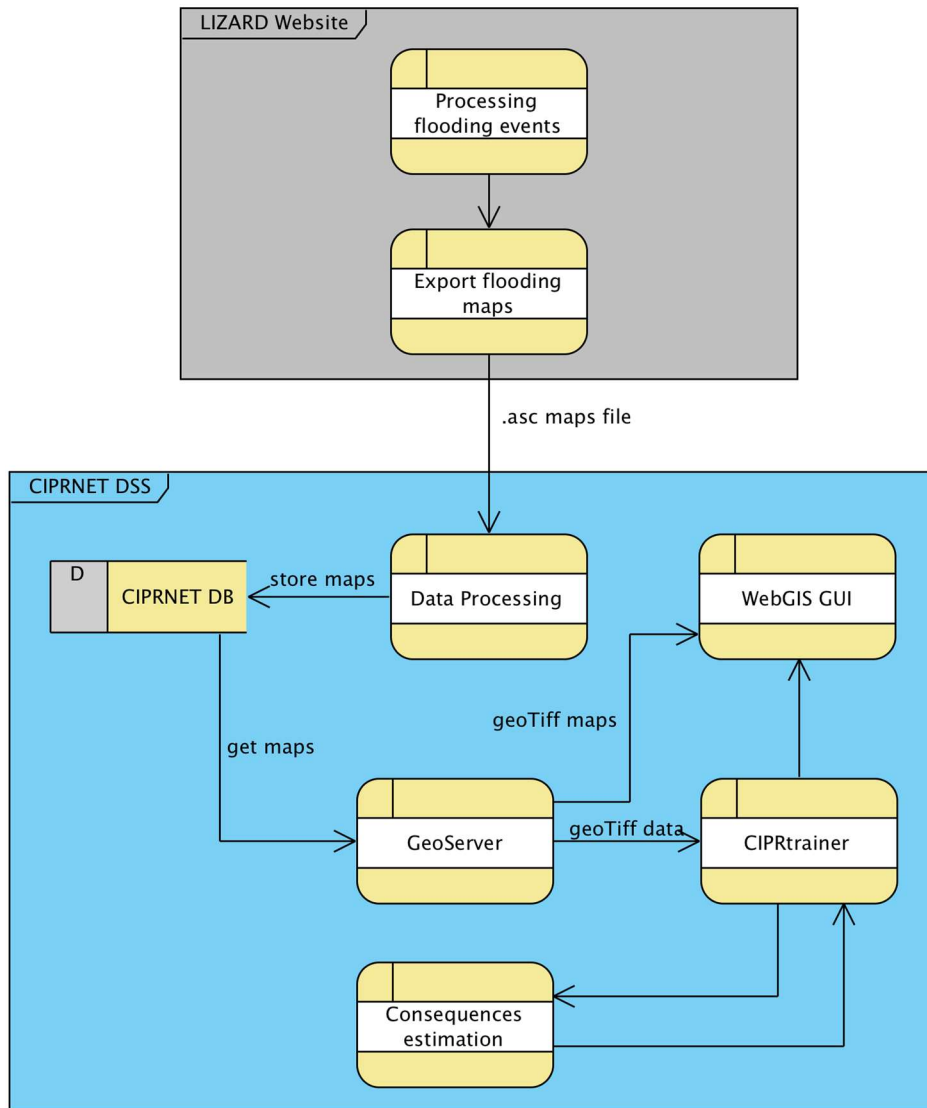 LIZARD Website
Processing
flooding events
Export flooding
maps
.asc maps file
CIPRNET DSS
D
CIPRNET DB
store maps
Data Processing
WebGIS GUI
geoTiff maps
get maps
GeoServer
geoTiff data
CIPRtrainer
Consequences
estimation